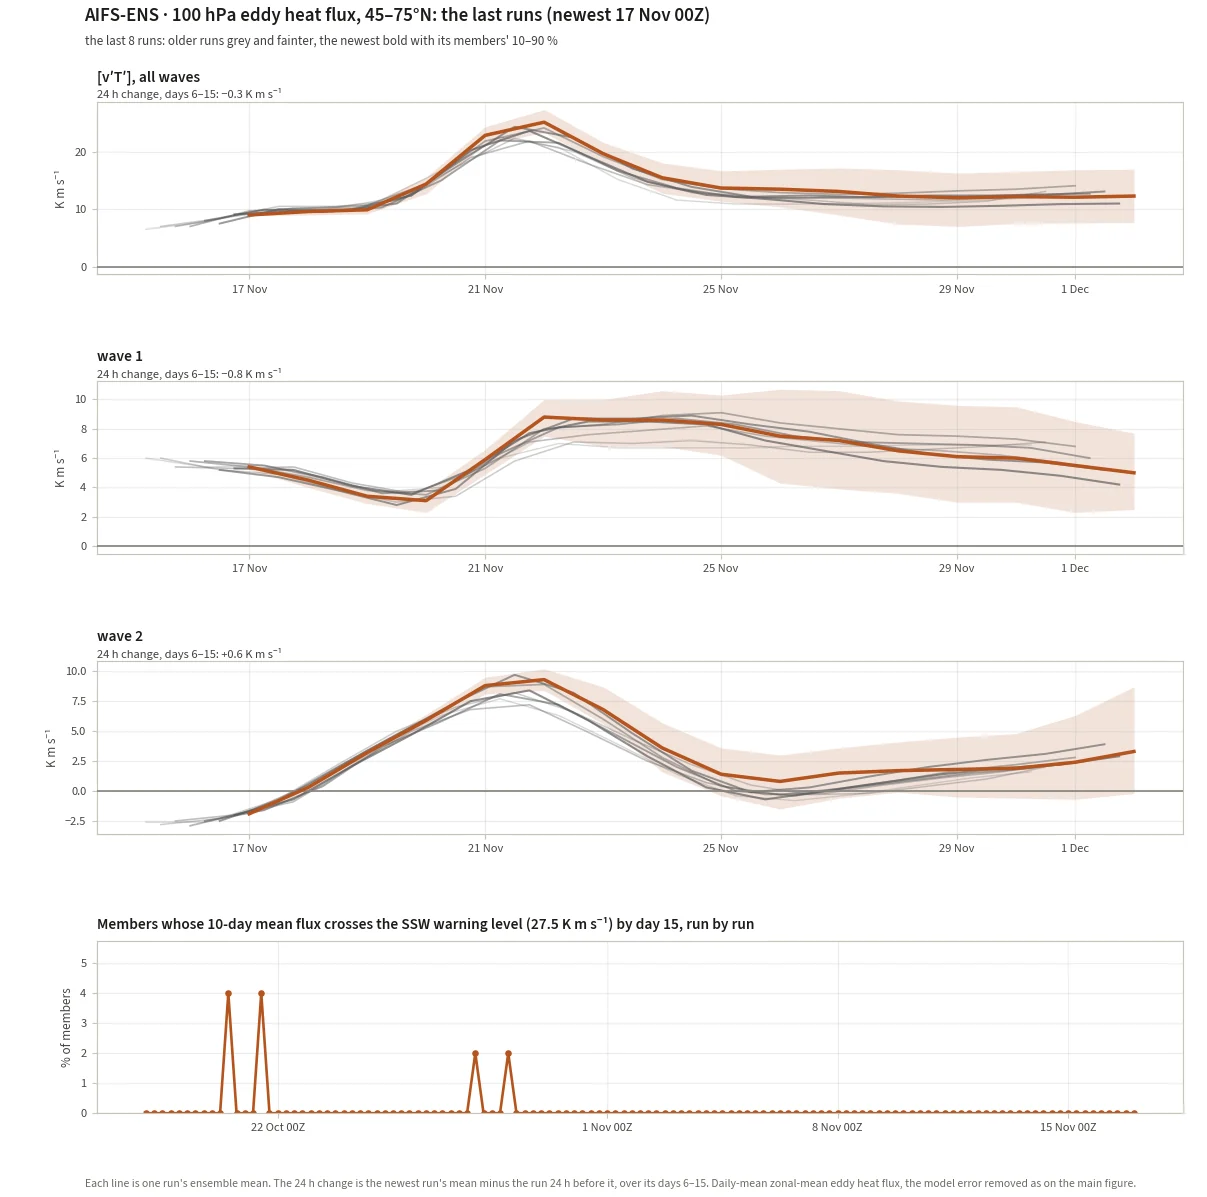 AIFS-ENS · 100 hPa eddy heat flux, 45–75°N: the last runs (newest 17 Nov 00Z)
the last 8 runs: older runs grey and fainter, the newest bold with its members' 10–90 %
[v′T′], all waves
24 h change, days 6–15: −0.3 K m s⁻¹
20
10
0
K m s⁻¹
17 Nov 21 Nov 25 Nov 29 Nov 1 Dec
wave 1
24 h change, days 6–15: −0.8 K m s⁻¹
10
8
6
4
2
0
K m s⁻¹
17 Nov 21 Nov 25 Nov 29 Nov 1 Dec
wave 2
24 h change, days 6–15: +0.6 K m s⁻¹
10.0
7.5
5.0
2.5
0.0
−2.5
K m s⁻¹
17 Nov 21 Nov 25 Nov 29 Nov 1 Dec
Members whose 10-day mean flux crosses the SSW warning level (27.5 K m s⁻¹) by day 15, run by run
5
4
3
2
1
0
% of members
22 Oct 00Z 1 Nov 00Z 8 Nov 00Z 15 Nov 00Z
Each line is one run's ensemble mean. The 24 h change is the newest run's mean minus the run 24 h before it, over its days 6–15. Daily-mean zonal-mean eddy heat flux, the model error removed as on the main figure.